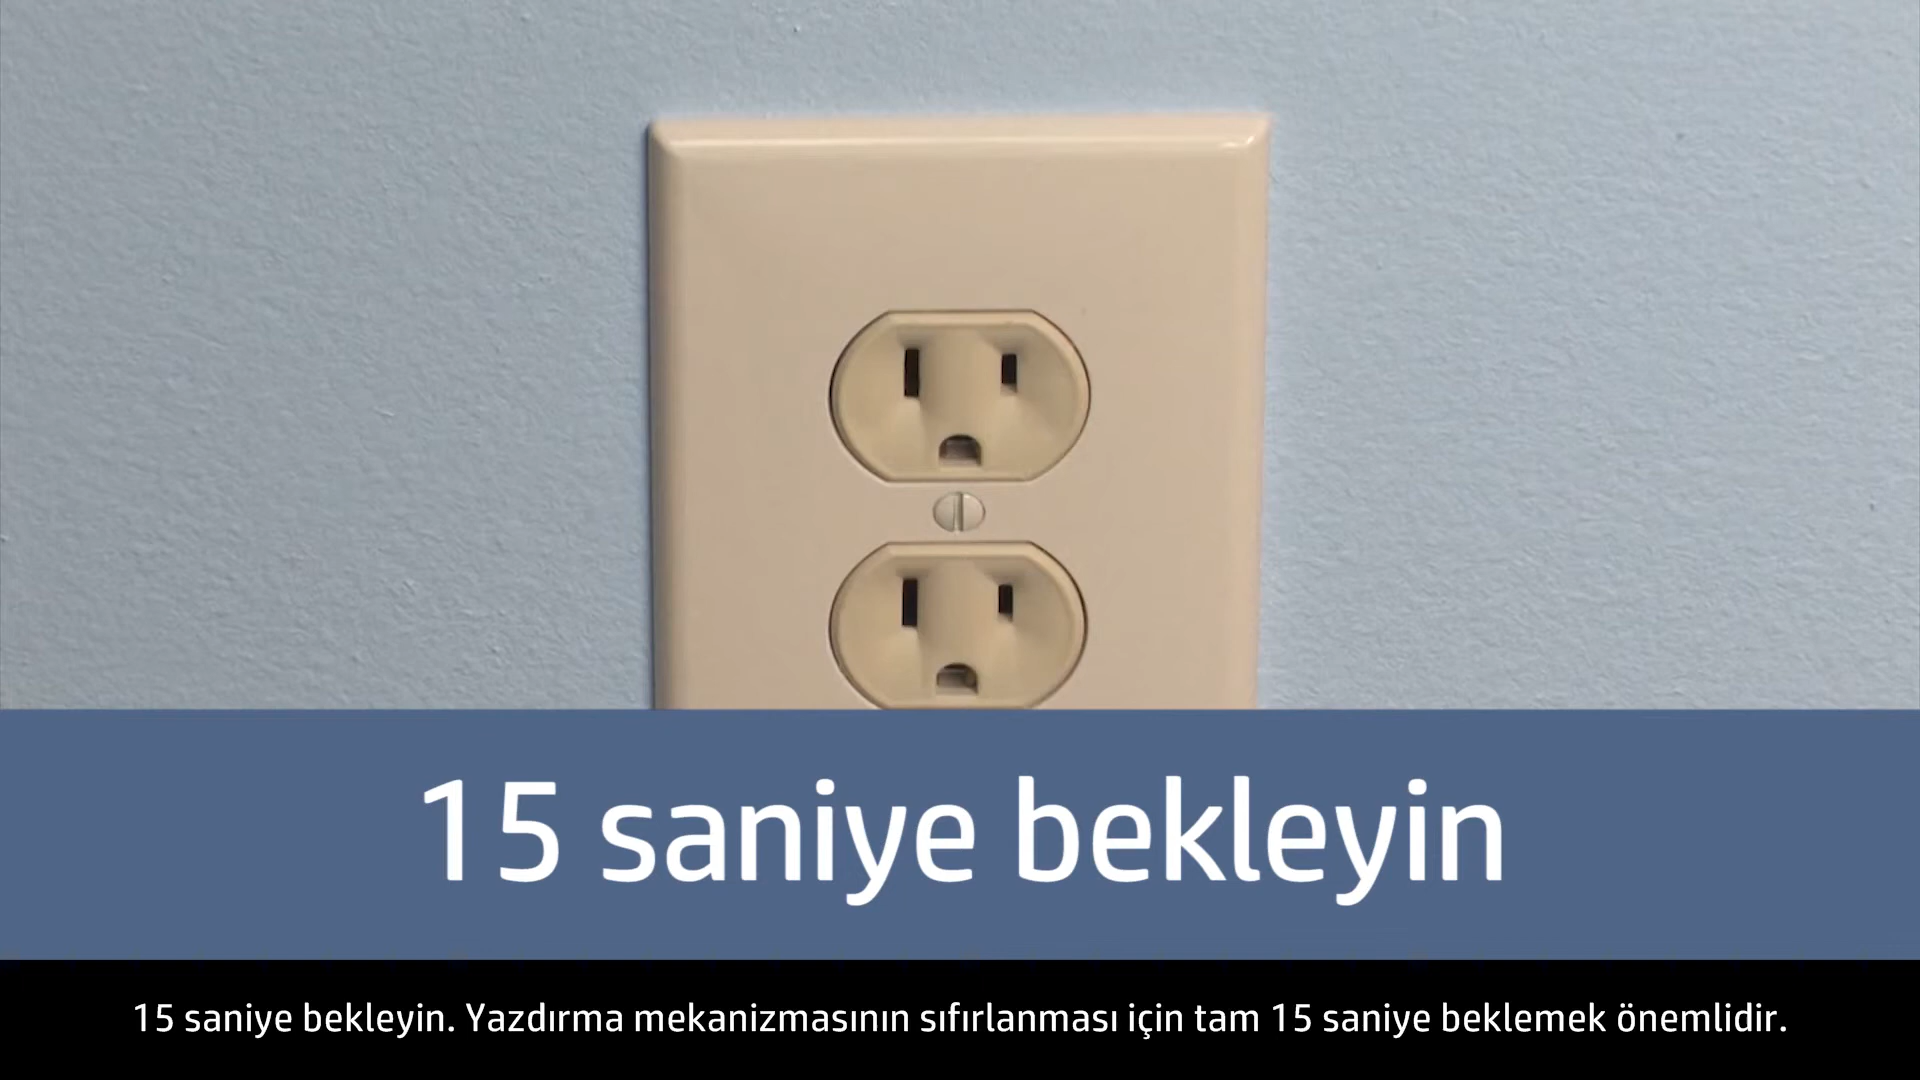 15 saniye bekleyin
15 saniye bekleyin. Yazdırma mekanizmasının sıfırlanması için tam 15 saniye beklemek önemlidir.